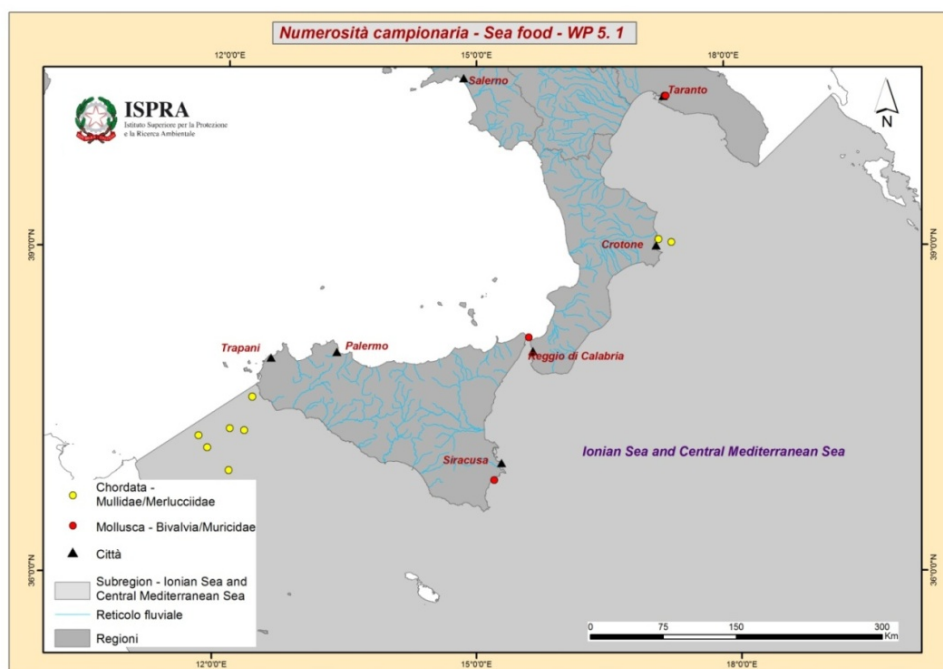 Numerosità campionaria - Sea food - WP 5. 1
12°0'0"E
15°0'0"E
18°0'0"E
ISPRA
Istituto Superiore per la Protezione
e la Ricerca Ambientale
Salerno
Taranto
N
39°0'0"N
39°0'0"N
Crotone
Trapani
Palermo
Reggio di Calabria
Siracusa
Ionian Sea and Central Mediterranean Sea
Chordata -
Mullidae/Merlucciidae
Mollusca - Bivalvia/Muricidae
Città
Subregion - Ionian Sea and
Central Mediterranean Sea
Reticolo fluviale
Regioni
36°0'0"N
36°0'0"N
0 75 150 300
Km
12°0'0"E
15°0'0"E
18°0'0"E